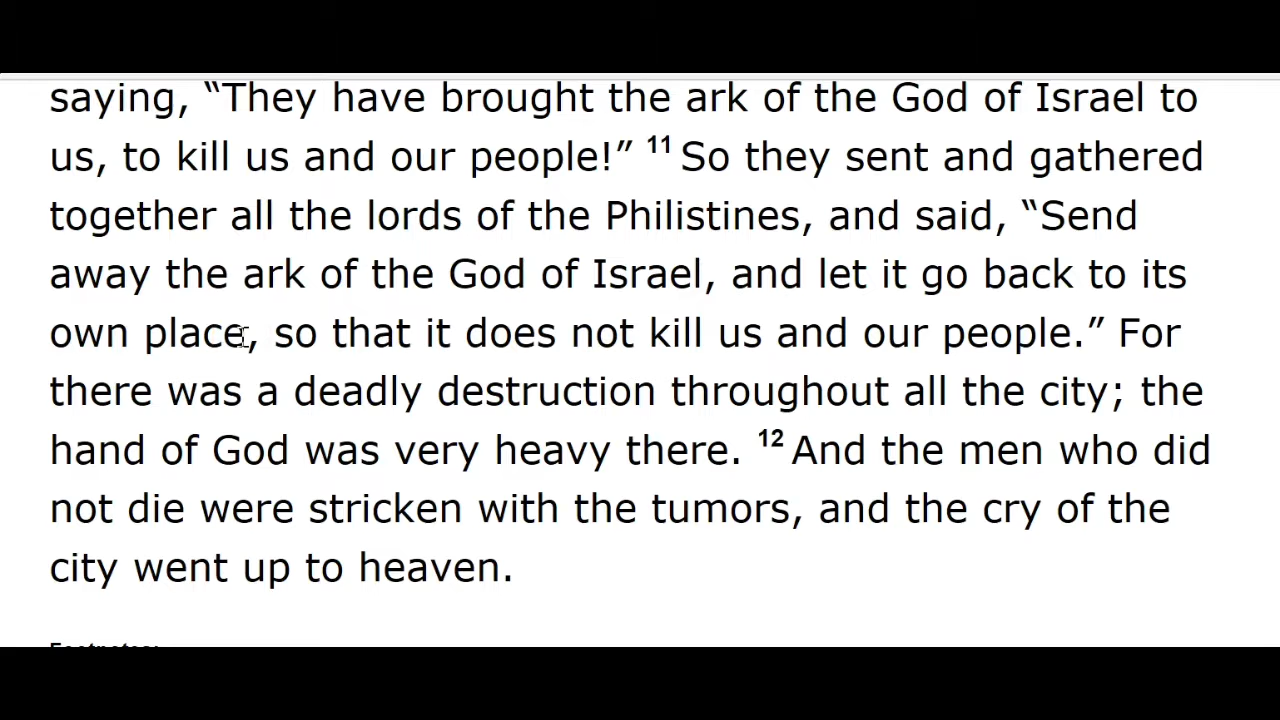 saying, “They have brought the ark of the God of Israel to
us, to kill us and our people!” 11 So they sent and gathered
together all the lords of the Philistines, and said, “Send
away the ark of the God of Israel, and let it go back to its
own place, so that it does not kill us and our people.” For
there was a deadly destruction throughout all the city; the
hand of God was very heavy there. 12 And the men who did
not die were stricken with the tumors, and the cry of the
city went up to heaven.
Footnotes: